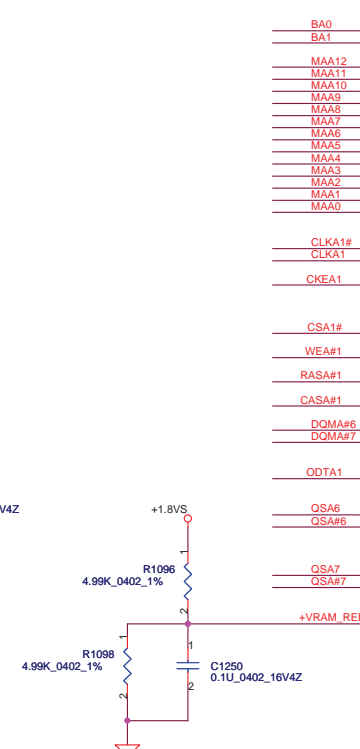 BA0
BA1
MAA12
MAA11
MAA10
MAA9
MAA8
MAA7
MAA6
MAA5
MAA4
MAA3
MAA2
MAA1
MAA0
CLKA1#
CLKA1
CKEA1
CSA1#
WEA#1
RASA#1
CASA#1
DQMA#6
DQMA#7
ODTA1
QSA6
QSA#6
QSA7
QSA#7
V4Z
+1.8VS
1
R1096
4.99K_0402_1%
2
+VRAM_RE
1
R1098
4.99K_0402_1%
2
1
C1250
0.1U_0402_16V4Z
2